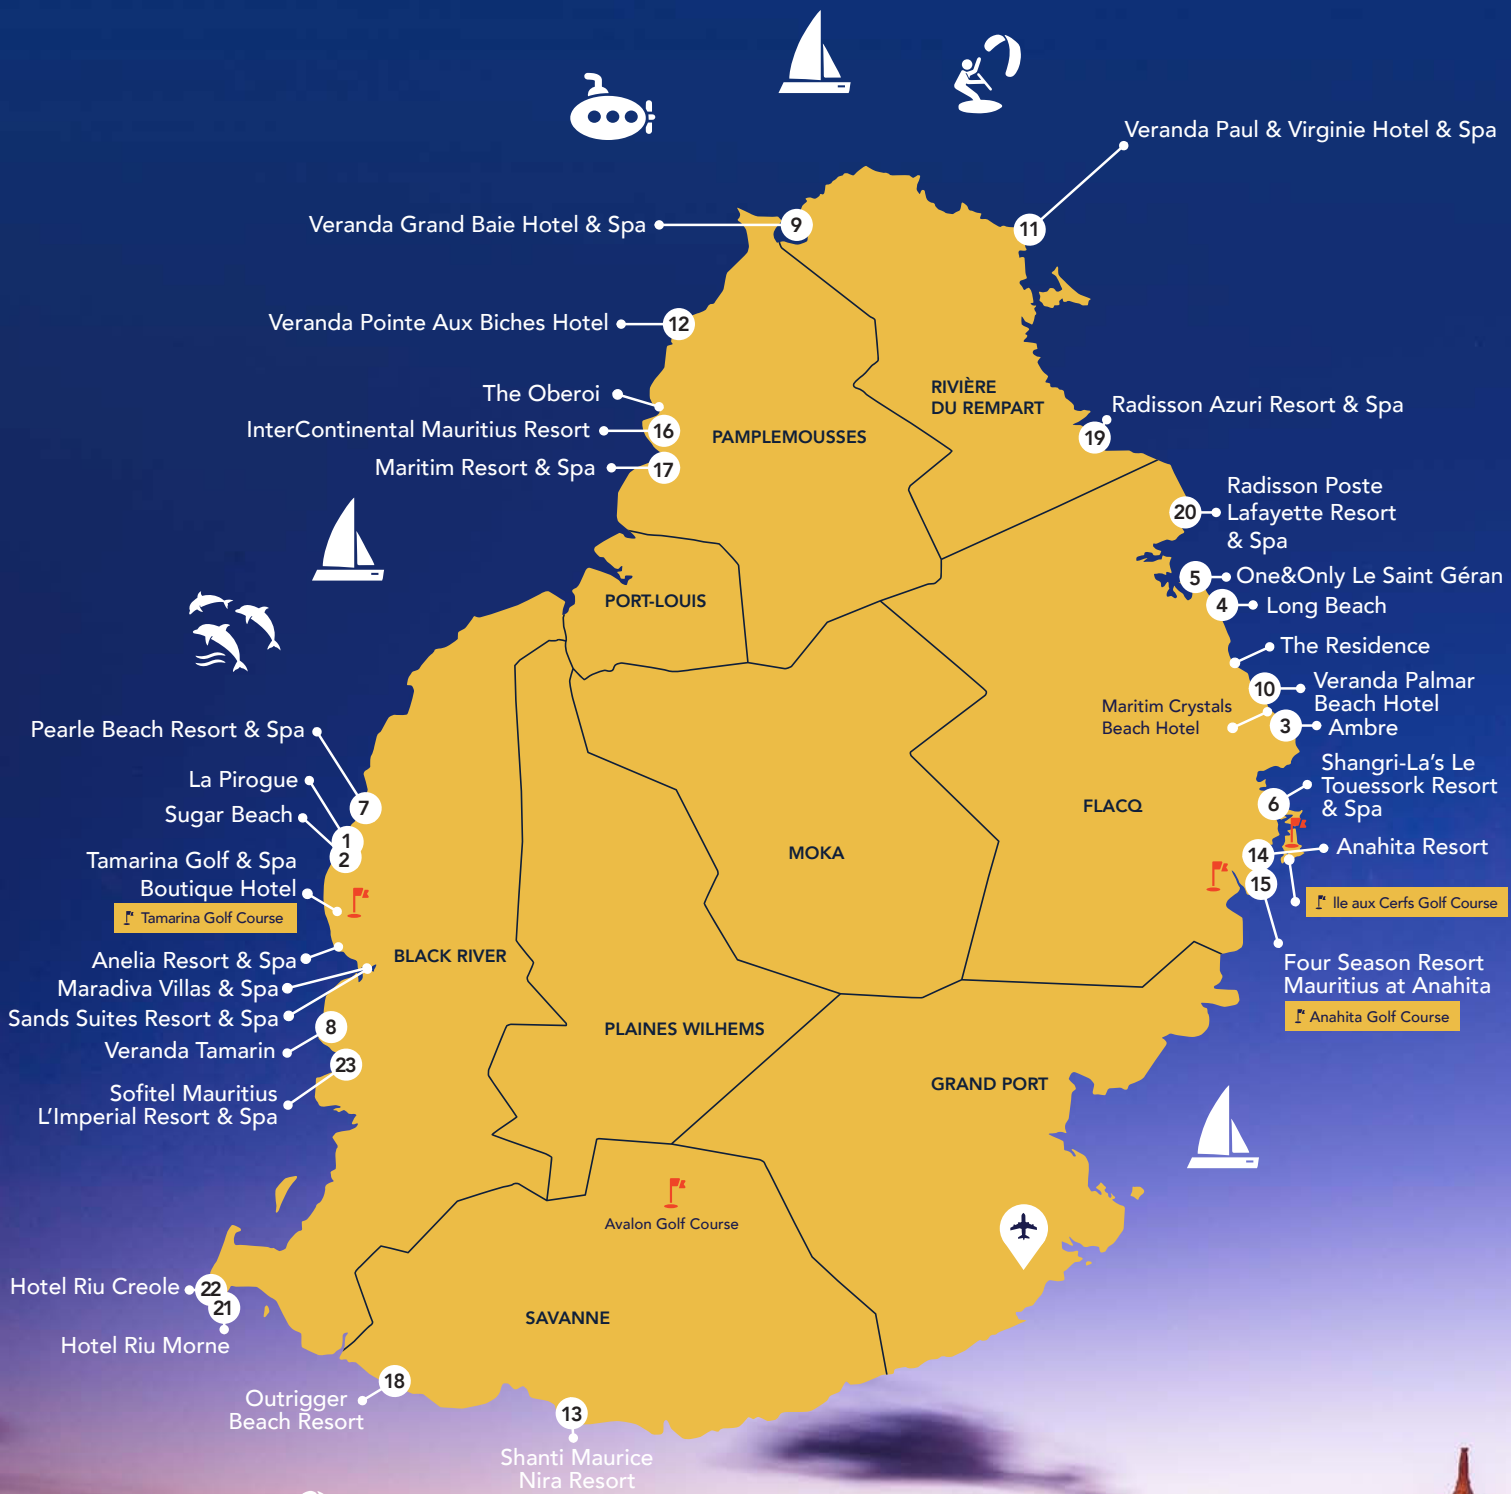 Veranda Paul & Virginie Hotel & Spa
11
Veranda Grand Baie Hotel & Spa
9
Veranda Pointe Aux Biches Hotel
12
The Oberoi
InterContinental Mauritius Resort
16
Maritim Resort & Spa
17
PAMPLEMOUSSES
RIVIÈRE
DU REMPART
Radisson Azuri Resort & Spa
19
Radisson Poste
Lafayette Resort
& Spa
20
One&Only Le Saint Géran
5
Long Beach
4
PORT-LOUIS
The Residence
Veranda Palmar
Beach Hotel
10
Maritim Crystals
Beach Hotel
Ambre
3
Shangri-La's Le
Touessork Resort
& Spa
6
FLACQ
MOKA
Anahita Resort
14
15
Ile aux Cerfs Golf Course
Four Season Resort
Mauritius at Anahita
Anahita Golf Course
Pearle Beach Resort & Spa
7
La Pirogue
1
Sugar Beach
2
Tamarina Golf & Spa
Boutique Hotel
Tamarina Golf Course
Anelia Resort & Spa
Maradiva Villas & Spa
Sands Suites Resort & Spa
BLACK RIVER
Veranda Tamarin
8
Sofitel Mauritius
L'Imperial Resort & Spa
23
PLAINES WILHEMS
GRAND PORT
Avalon Golf Course
SAVANNE
Hotel Riu Creole
22
21
Hotel Riu Morne
Outrigger
Beach Resort
18
13
Shanti Maurice
Nira Resort